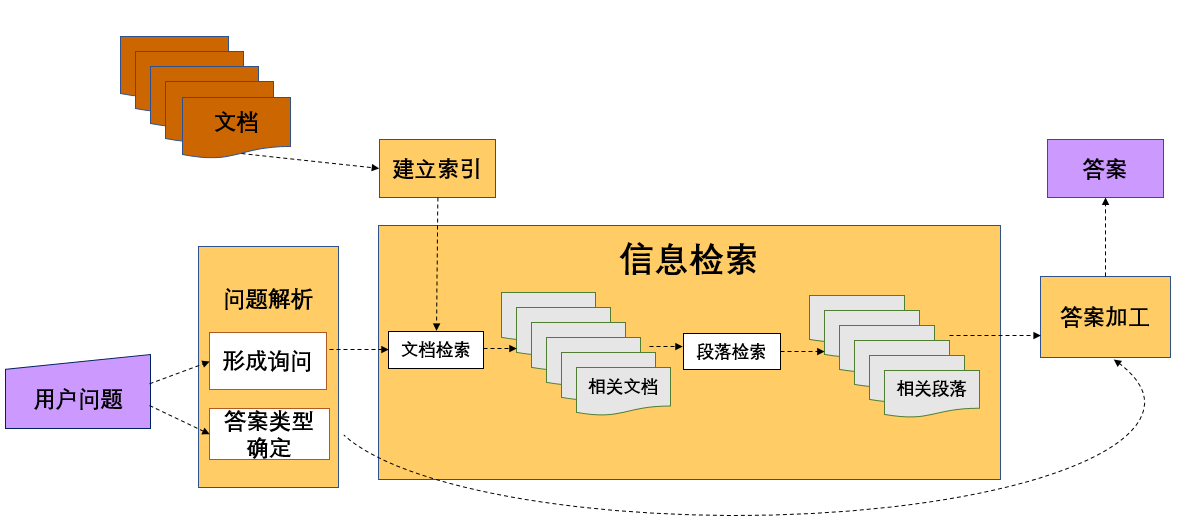 文档
建立索引
答案
信息检索
问题解析
答案加工
形成询问
文档检索
段落检索
相关文档
相关段落
用户问题
答案类型
确定